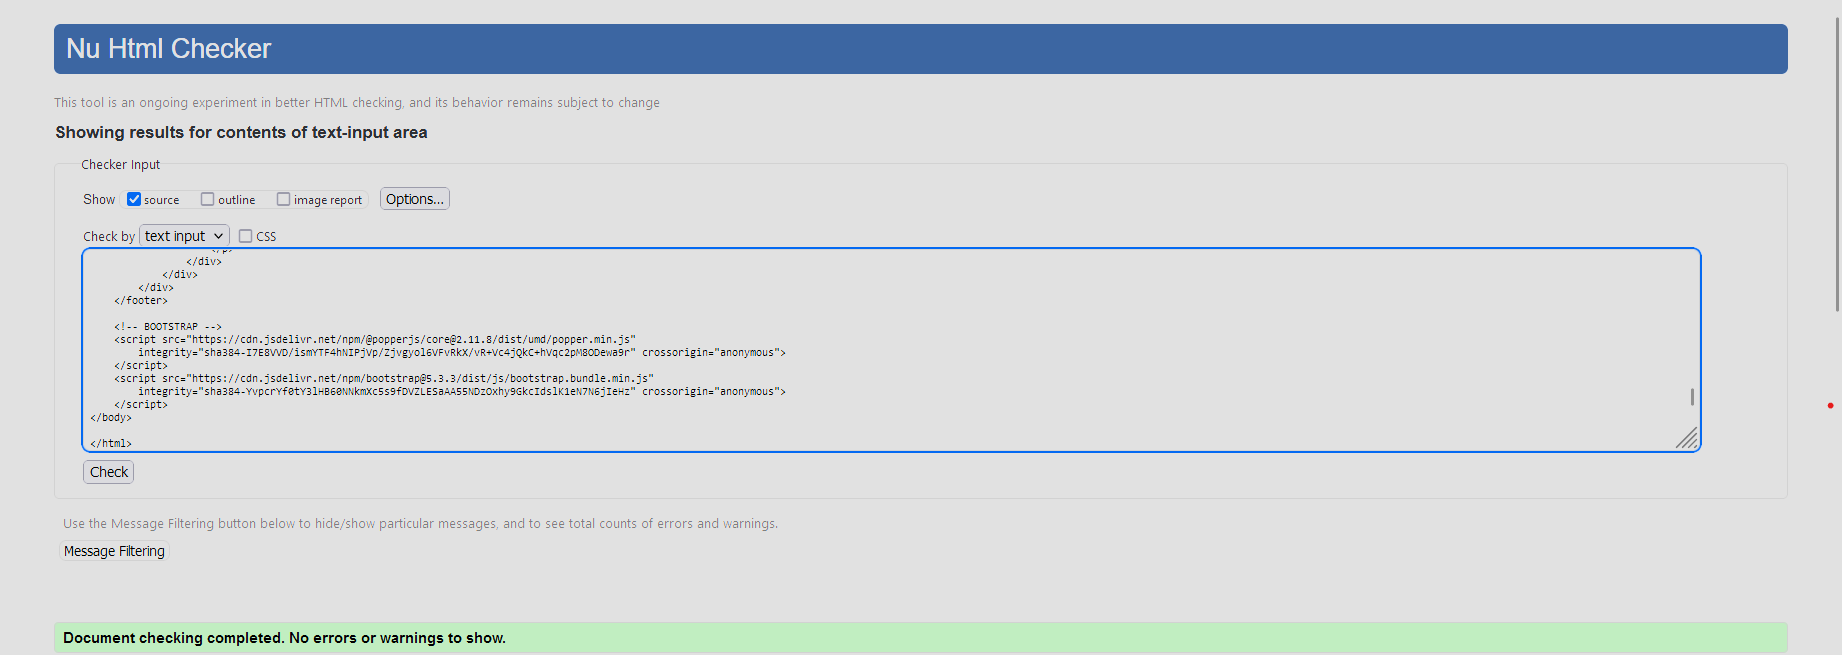 Nu Html Checker
This tool is an ongoing experiment in better HTML checking, and its behavior remains subject to change
Showing results for contents of text-input area
Checker Input
Show source outline image report Options...
Check by text input CSS
</div>
</div>
</div>
</footer>
<!-- BOOTSTRAP -->
<script src="https://cdn.jsdelivr.net/npm/@popperjs/core@2.11.8/dist/umd/popper.min.js"
integrity="sha384-I7E8VVD/ismYTF4hNIPjVp/Zjvgyol6VFvRkX/vR+Vc4jQkC+hVqc2pM8ODewa9r" crossorigin="anonymous">
</script>
<script src="https://cdn.jsdelivr.net/npm/bootstrap@5.3.3/dist/js/bootstrap.bundle.min.js"
integrity="sha384-YvpcrYf0tY3lHB60NNkmXc5s9fDVZLESaAA55NDzOxhy9GkcIdslK1eN7N6jIeHz" crossorigin="anonymous">
</script>
</body>
</html>
Check
Use the Message Filtering button below to hide/show particular messages, and to see total counts of errors and warnings.
Message Filtering
Document checking completed. No errors or warnings to show.